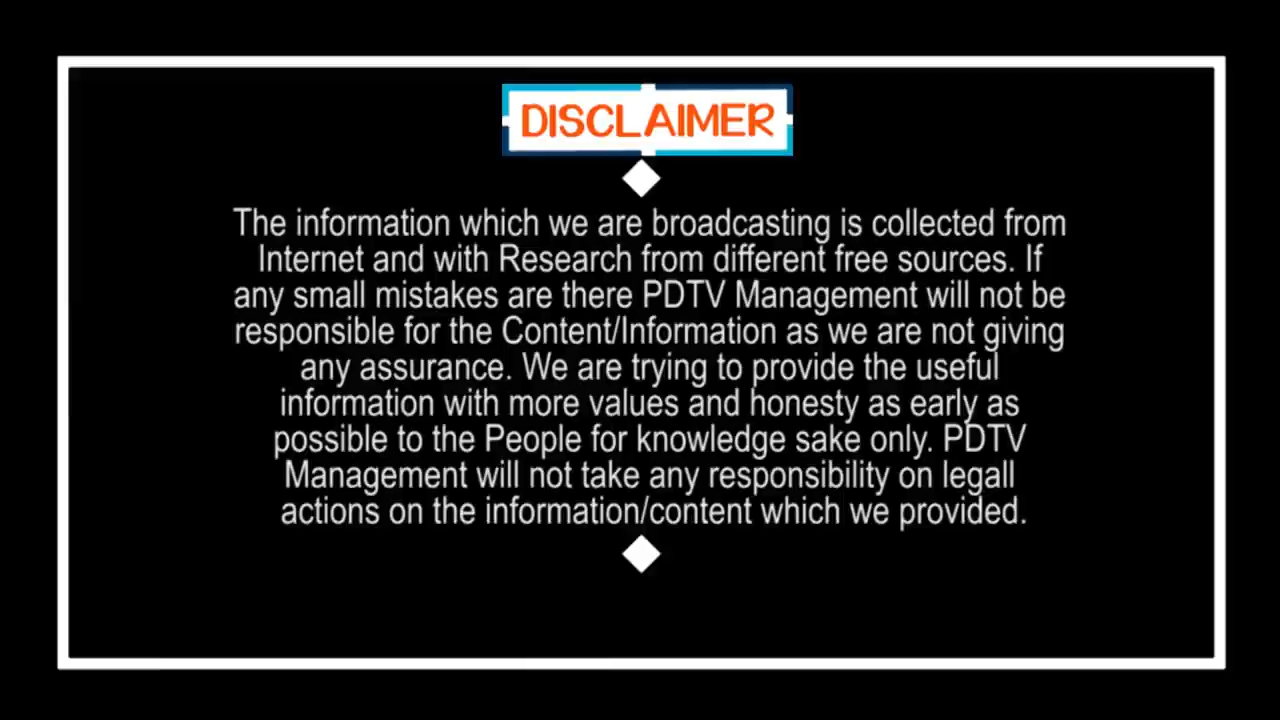 DISCLAIMER
The information which we are broadcasting is collected from
Internet and with Research from different free sources. If
any small mistakes are there PDTV Management will not be
responsible for the Content/Information as we are not giving
any assurance. We are trying to provide the useful
information with more values and honesty as early as
possible to the People for knowledge sake only. PDTV
Management will not take any responsibility on legall
actions on the information/content which we provided.